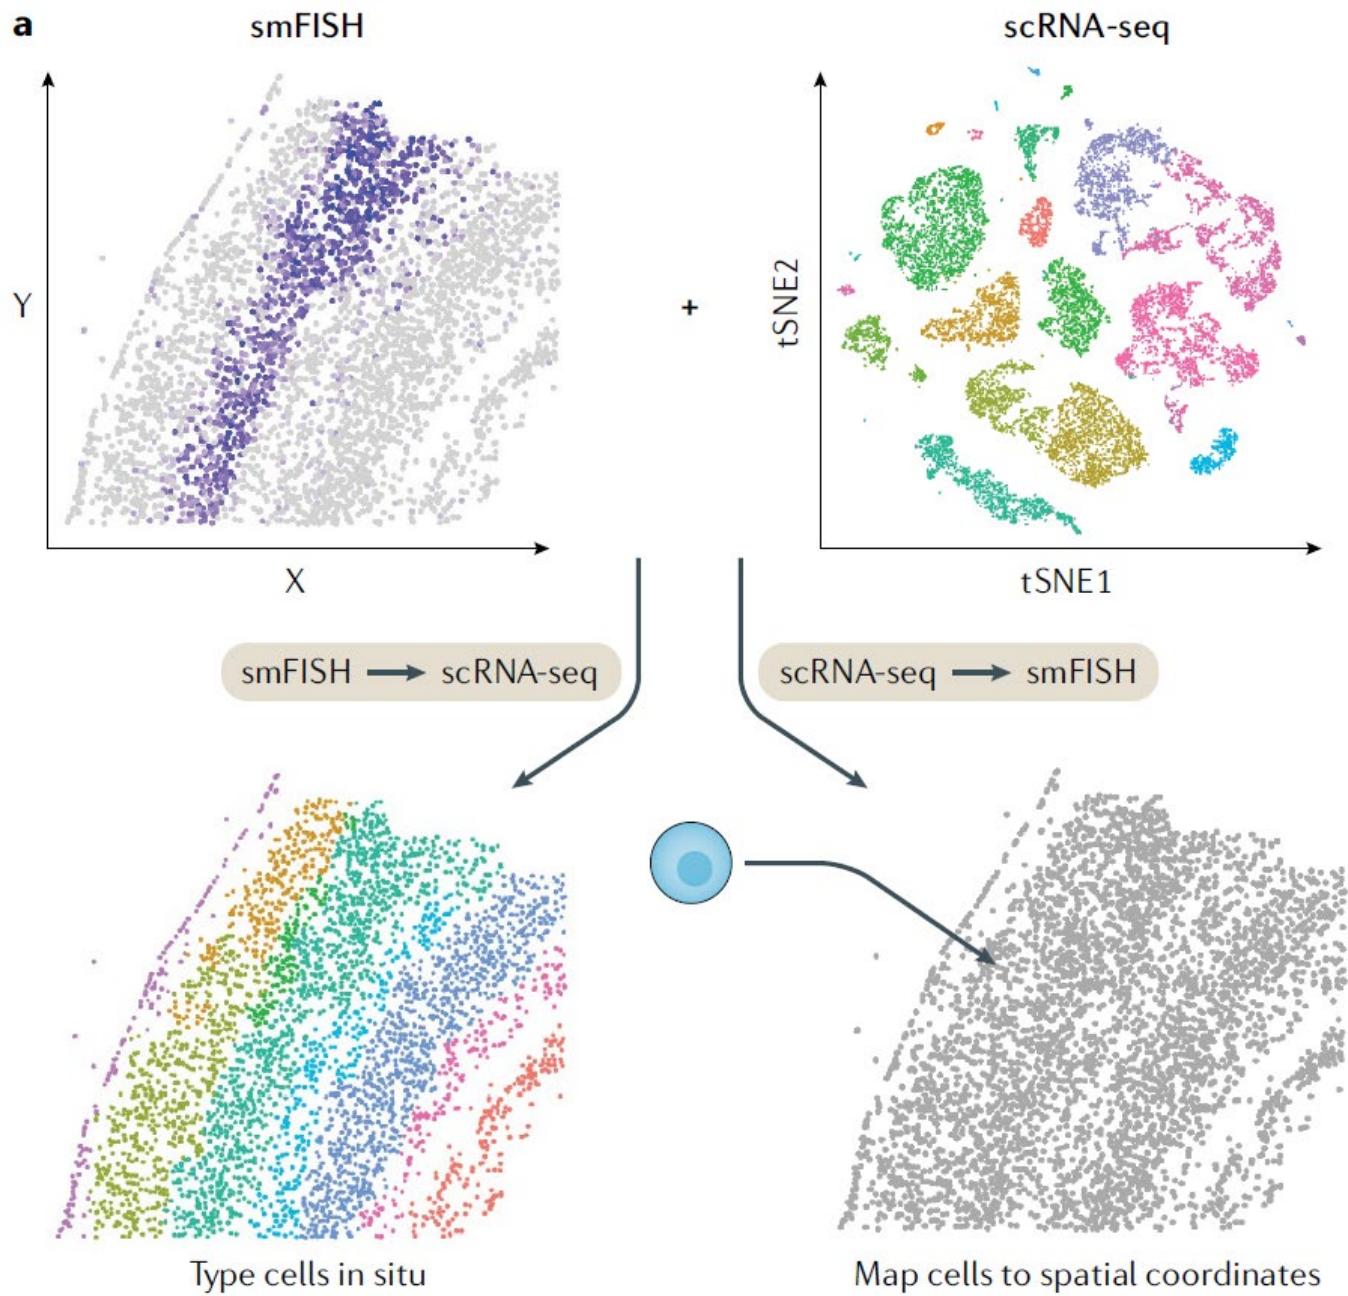 a
smFISH
scRNA-seq
Y
+
tSNE2
X
tSNE1
smFISH → scRNA-seq
scRNA-seq → smFISH
Type cells in situ
Map cells to spatial coordinates